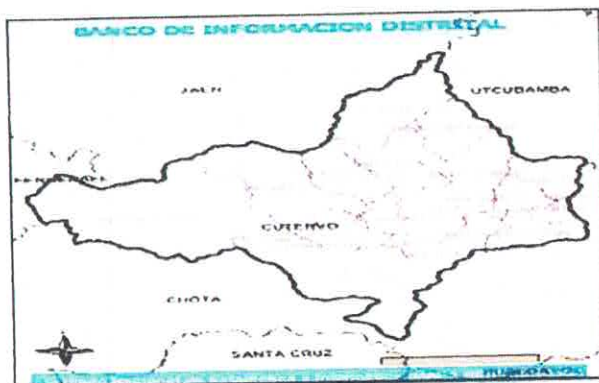 BANCO DE INFORMACION DISTRITAL
JAEN
UTCUBAMBA
CUTERVO
CHOTA
SANTA CRUZ